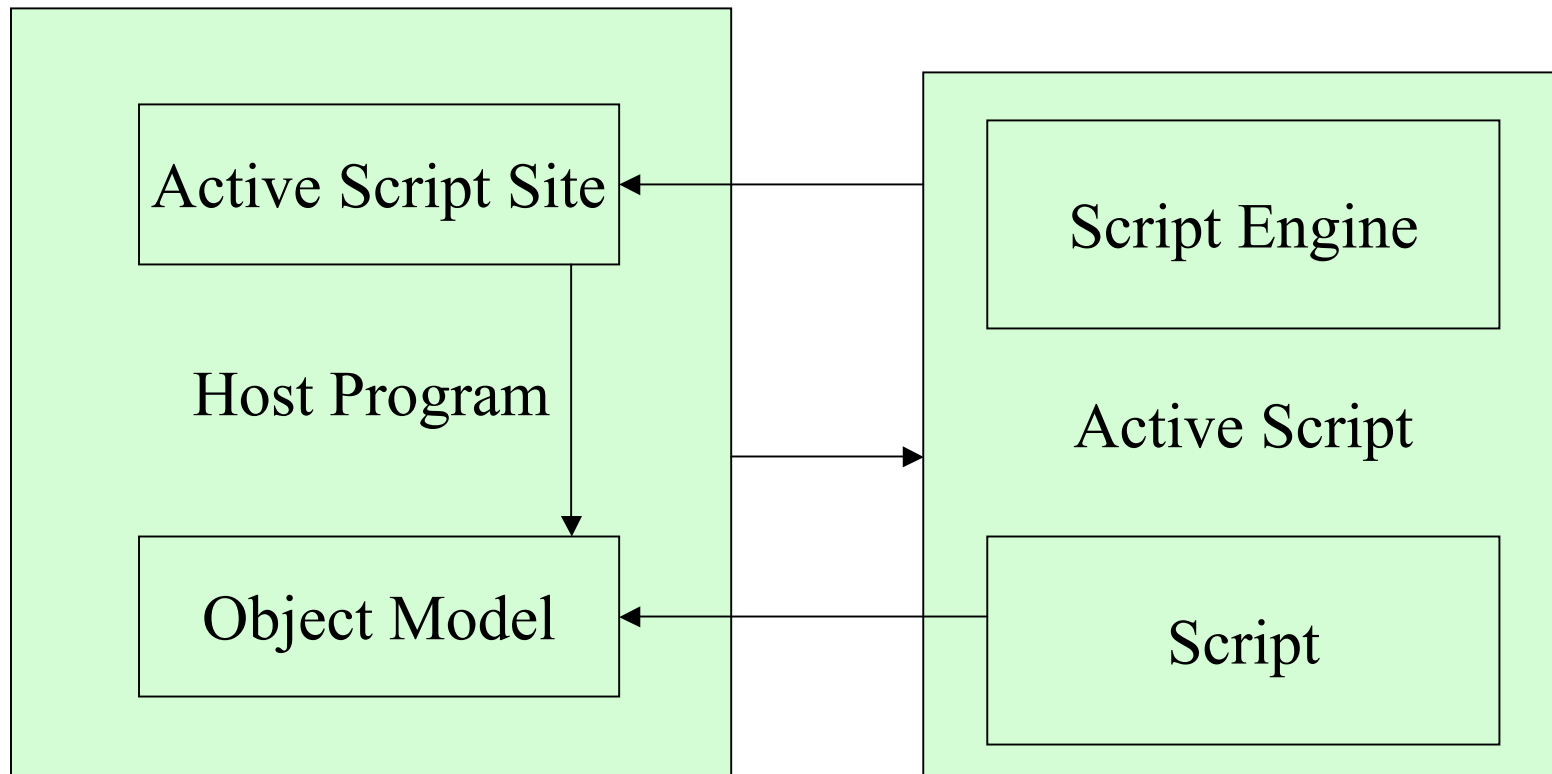 Active Script Site
Host Program
Object Model
Script Engine
Active Script
Script